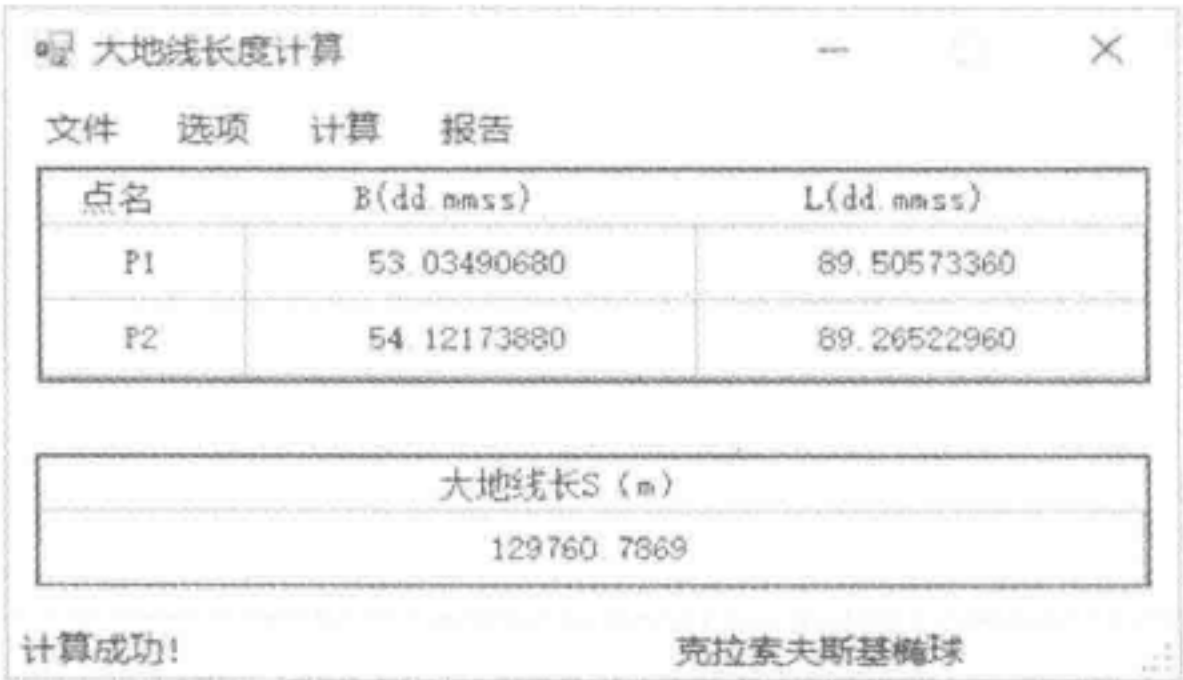 大地线长度计算
文件 选项 计算 报告
点名 B(dd.mmss) L(dd.mmss)
P1 53.03490680 89.50573360
P2 54.12173880 89.26522960
大地线长S（m）
129760.7869
计算成功! 克拉索夫斯基椭球